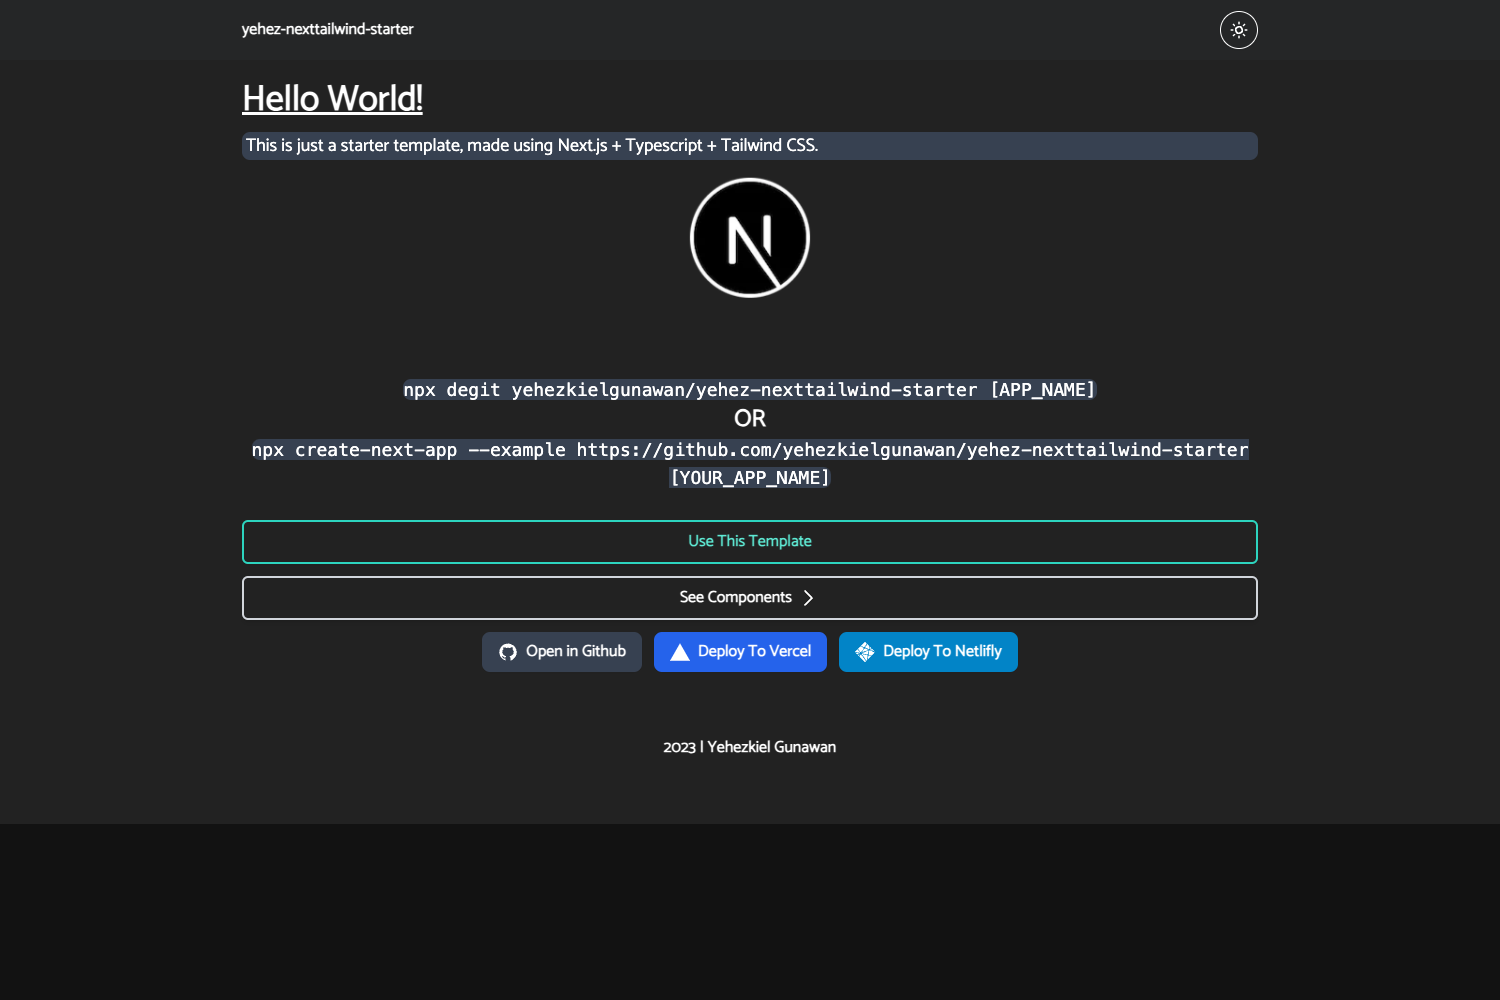 yehez-nexttailwind-starter
Hello World!
This is just a starter template, made using Next.js + Typescript + Tailwind CSS.
npx degit yehezkielgunawan/yehez-nexttailwind-starter [APP_NAME]
OR
npx create-next-app --example https://github.com/yehezkielgunawan/yehez-nexttailwind-starter
[YOUR_APP_NAME]
Use This Template
See Components
Open in Github
Deploy To Vercel
Deploy To Netlifly
2023 | Yehezkiel Gunawan